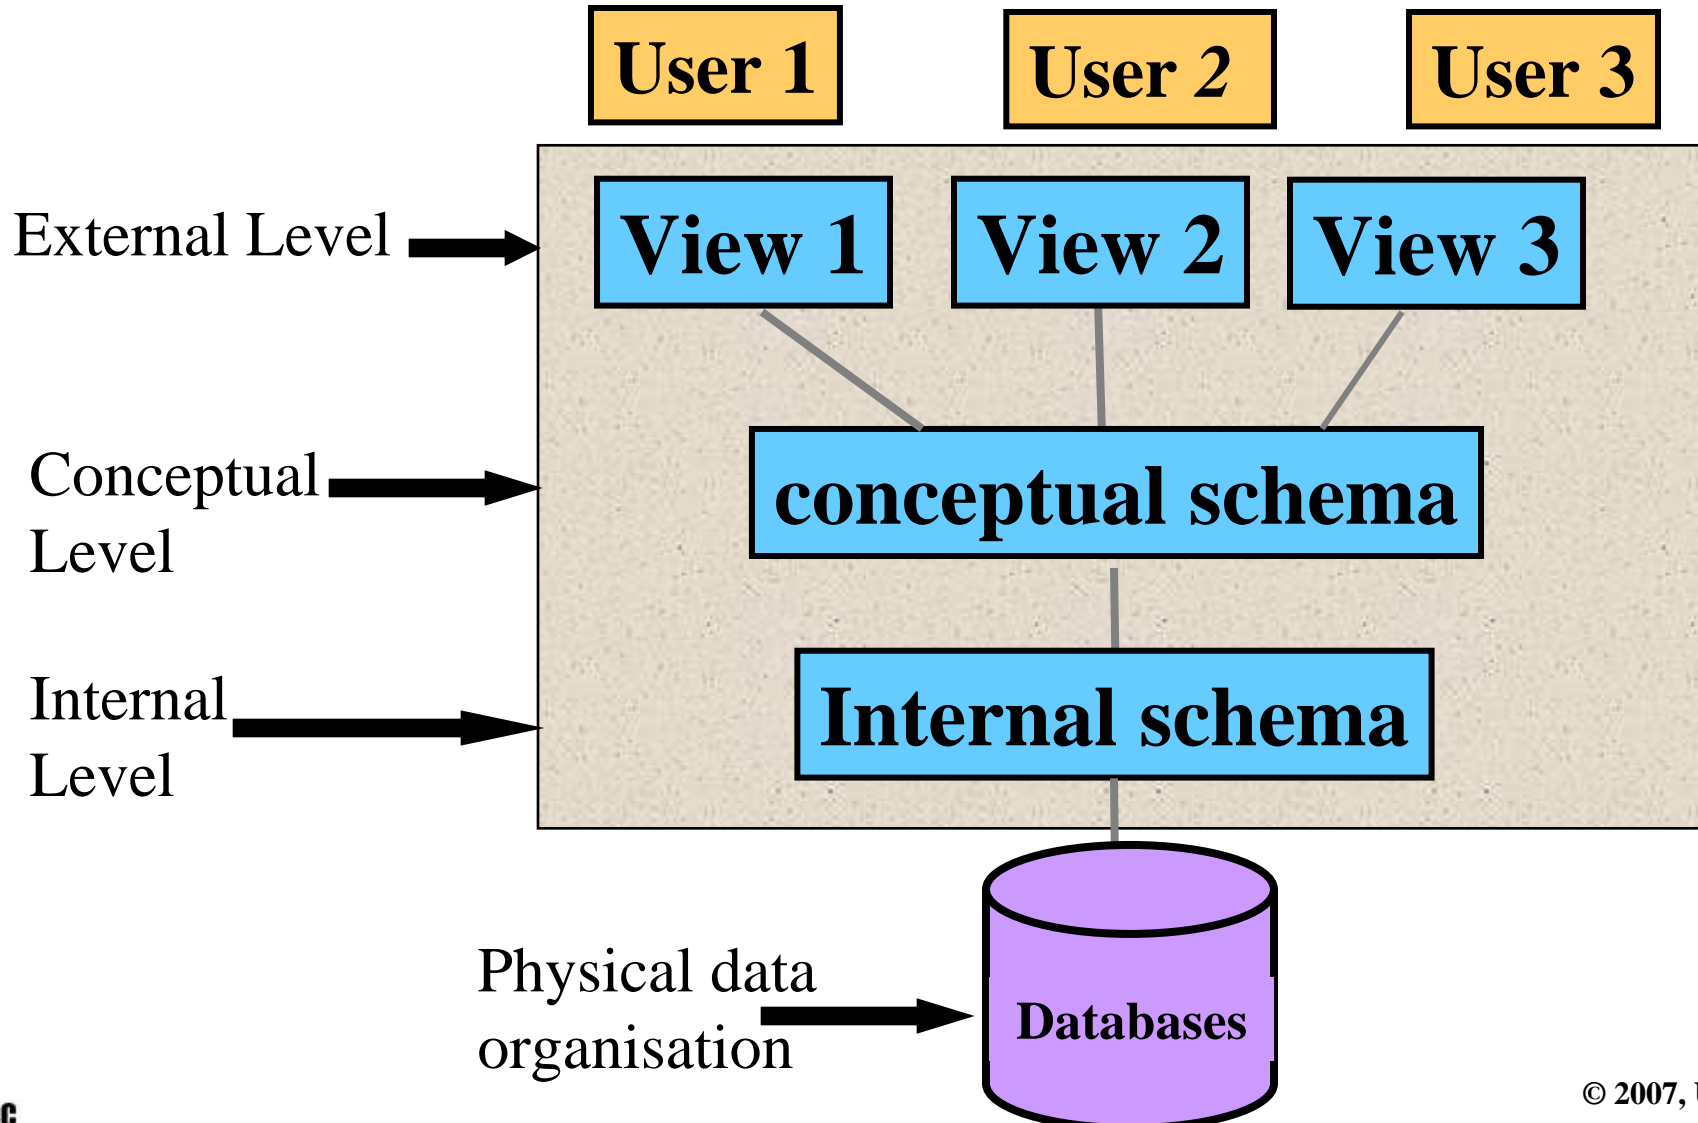 User 1
User 2
User 3
External Level
View 1
View 2
View 3
Conceptual
Level
conceptual schema
Internal
Level
Internal schema
Physical data
organisation
Databases
© 2007,